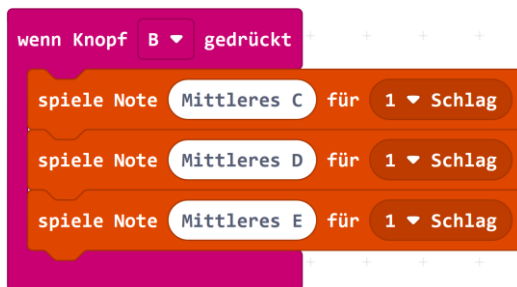 wenn Knopf B gedrückt
spiele Note Mittleres C für 1 Schlag
spiele Note Mittleres D für 1 Schlag
spiele Note Mittleres E für 1 Schlag